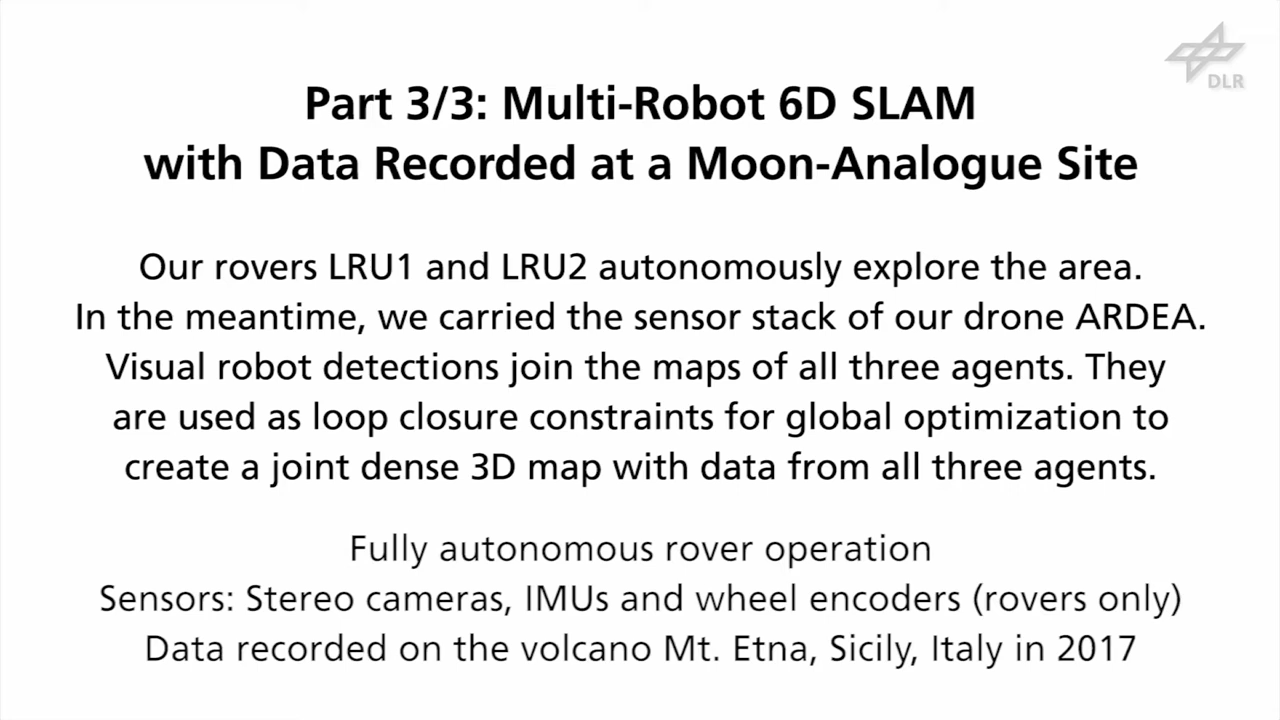 DLR
Part 3/3: Multi-Robot 6D SLAM
with Data Recorded at a Moon-Analogue Site
Our rovers LRU1 and LRU2 autonomously explore the area.
In the meantime, we carried the sensor stack of our drone ARDEA.
Visual robot detections join the maps of all three agents. They
are used as loop closure constraints for global optimization to
create a joint dense 3D map with data from all three agents.
Fully autonomous rover operation
Sensors: Stereo cameras, IMUs and wheel encoders (rovers only)
Data recorded on the volcano Mt. Etna, Sicily, Italy in 2017